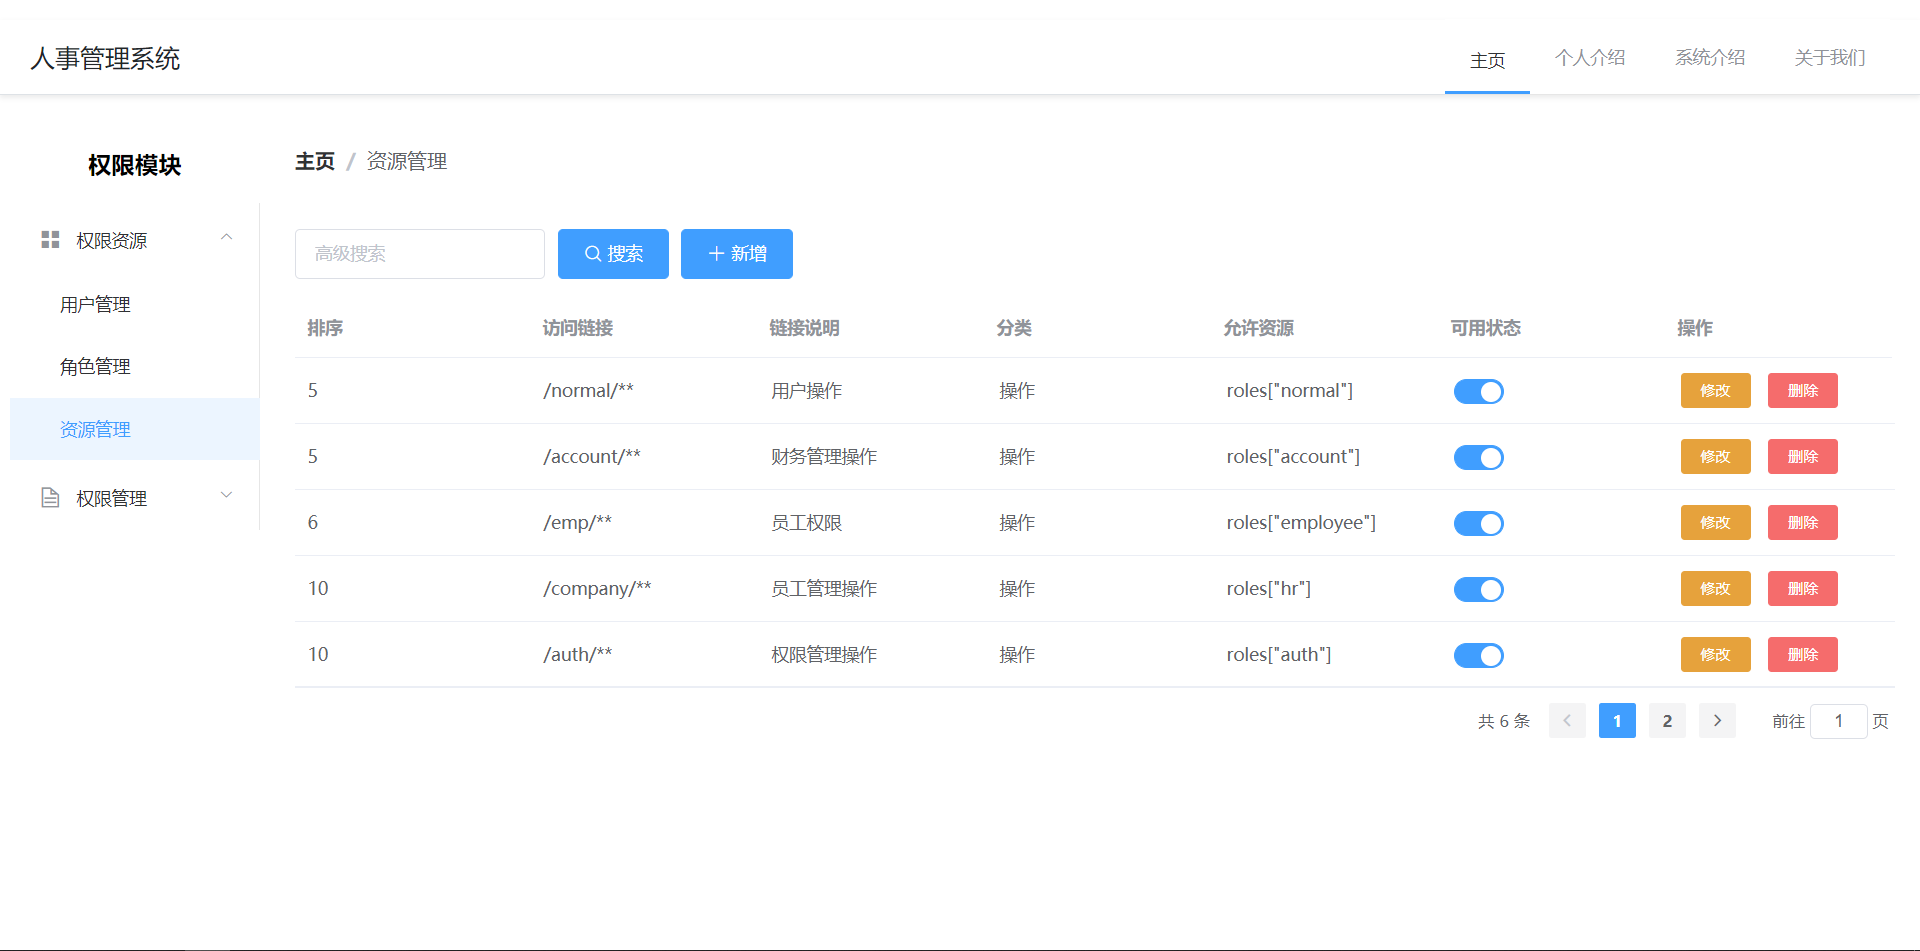 人事管理系统
主页 个人介绍 系统介绍 关于我们
权限模块
权限资源
用户管理
角色管理
资源管理
权限管理
主页 / 资源管理
高级搜索 搜索 新增
排序 访问链接 链接说明 分类 允许资源 可用状态 操作
5 /normal/** 用户操作 操作 roles["normal"] 修改 删除
5 /account/** 财务管理操作 操作 roles["account"] 修改 删除
6 /emp/** 员工权限 操作 roles["employee"] 修改 删除
10 /company/** 员工管理操作 操作 roles["hr"] 修改 删除
10 /auth/** 权限管理操作 操作 roles["auth"] 修改 删除
共 6 条 1 2 前往 1 页